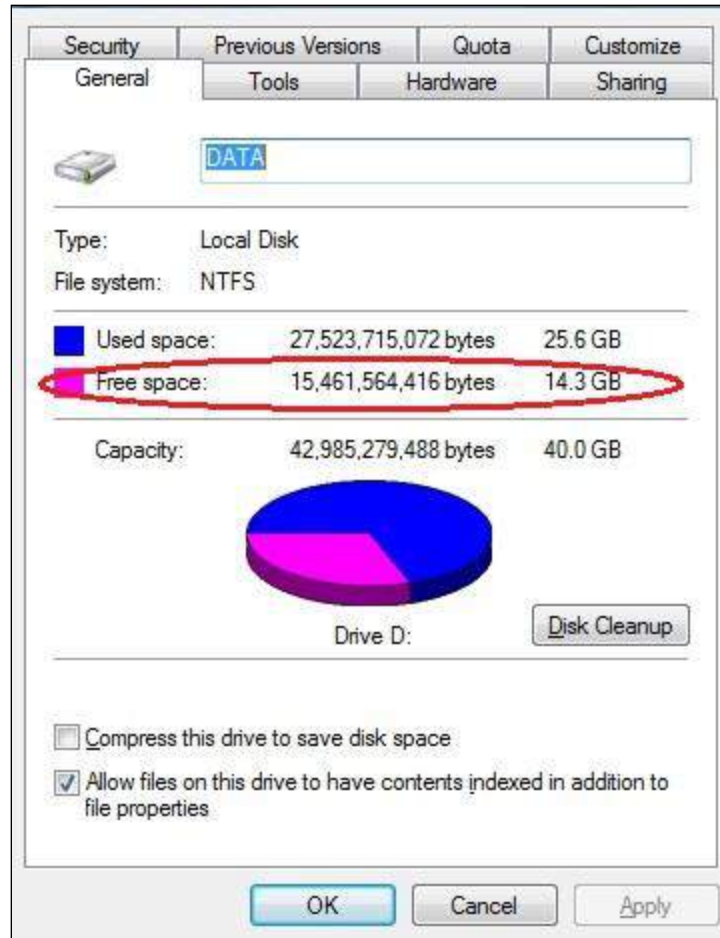 Security Previous Versions Quota Customize
General Tools Hardware Sharing
DATA
Type: Local Disk
File system: NTFS
Used space: 27,523,715,072 bytes 25.6 GB
Free space: 15,461,564,416 bytes 14.3 GB
Capacity: 42,985,279,488 bytes 40.0 GB
Drive D: Disk Cleanup
Compress this drive to save disk space
Allow files on this drive to have contents indexed in addition to
file properties
OK Cancel Apply